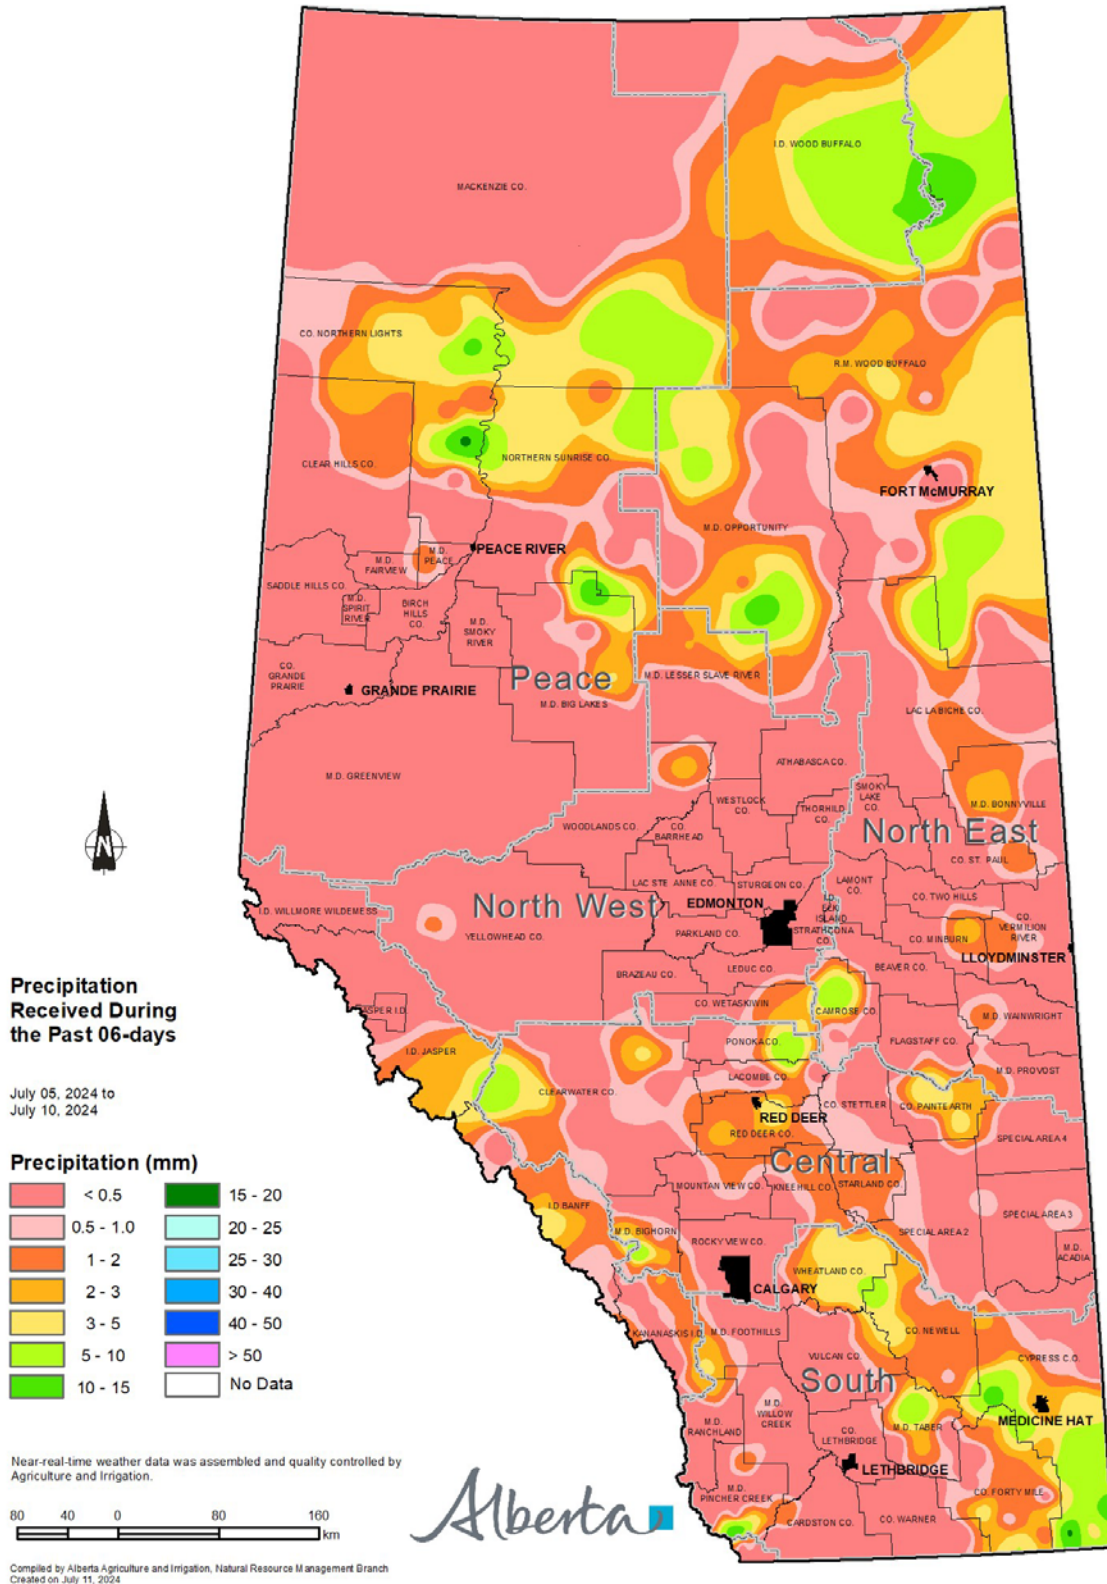 I.D. WOOD BUFFALO
MACKENZIE CO.
CO. NORTHERN LIGHTS
R.M. WOOD BUFFALO
CLEAR HILLS CO.
NORTHERN SUNRISE CO.
FORT McMURRAY
M.D. OPPORTUNITY
PEACE RIVER
M.D.
PEACE
M.D.
FAIRVIEW
SADDLE HILLS CO.
M.D.
SPIRIT
RIVER
BIRCH
HILLS
CO.
M.D.
SMOKY
RIVER
CO.
GRANDE
PRAIRIE
GRANDE PRAIRIE
Peace
M.D. LESSER SLAVE RIVER
M.D. BIG LAKES
LAC LA BICHE CO.
M.D. GREENVIEW
ATHABASCA CO.
SMOKY
LAKE
CO.
M.D. BONNYVILLE
WESTLOCK
CO.
THORHILD
CO.
WOODLANDS CO.
CO.
BARRHEAD
North East
CO. ST. PAUL
LAC STE. ANNE CO.
STURGEON CO.
LAMONT
CO.
CO. TWO HILLS
N
I.D. WILLMORE WILDERNESS
North West
EDMONTON
I.D.
ELK
ISLAND
STRATHCONA
CO.
YELLOWHEAD CO.
PARKLAND CO.
CO.
VERMILION
RIVER
CO. MINBURN
LLOYDMINSTER
BRAZEAU CO.
LEDUC CO.
BEAVER CO.
CO. WETASKIWIN
CAMROSE CO.
M.D. WAINWRIGHT
JASPER I.D.
PONOKA CO.
FLAGSTAFF CO.
I.D. JASPER
CLEARWATER CO.
LACOMBE CO.
M.D. PROVOST
CO. STETTLER
CO. PAINTEARTH
RED DEER
RED DEER CO.
SPECIAL AREA 4
Central
MOUNTAN VIEW CO.
KNEEHILL CO.
STARLAND CO.
I.D.BANFF
SPECIAL AREA 3
M.D. BIGHORN
ROCKY VIEW CO.
SPECIAL AREA 2
M.D.
ACADIA
WHEATLAND CO.
CALGARY
KANANASKIS I.D.
M.D. FOOTHILLS
CO. NEWELL
VULCAN CO.
CYPRESS CO.
South
M.D.
WILLOW
CREEK
MEDICINE HAT
M.D.
RANCHLAND
M.D. TABER
CO.
LETHBRIDGE
LETHBRIDGE
M.D.
PINCHER CREEK
CO. FORTY MILE
CARDSTON CO.
CO. WARNER
Precipitation
Received During
the Past 06-days
July 05, 2024 to
July 10, 2024
Precipitation (mm)
< 0.5
0.5 - 1.0
1 - 2
2 - 3
3 - 5
5 - 10
10 - 15
15 - 20
20 - 25
25 - 30
30 - 40
40 - 50
> 50
No Data
Near-real-time weather data was assembled and quality controlled by
Agriculture and Irrigation.
80 40 0 80 160
km
Alberta
Compiled by Alberta Agriculture and Irrigation, Natural Resource Management Branch
Created on July 11, 2024